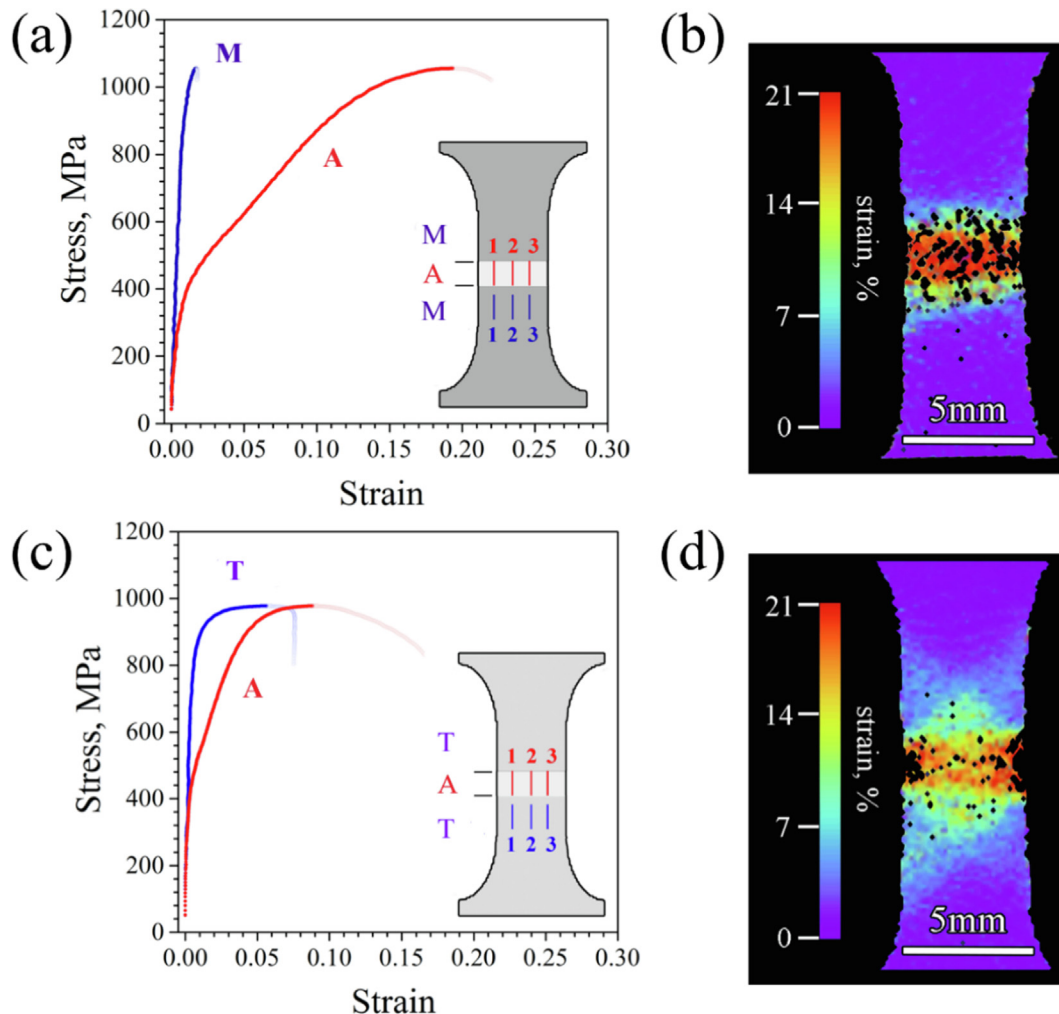 (a)
1200
1000
800
600
400
200
0
Stress, MPa
M
A
M
A
M
1 2 3
1 2 3
0.00 0.05 0.10 0.15 0.20 0.25 0.30
Strain
(b)
21
14
7
0
strain, %
5mm
(c)
1200
1000
800
600
400
200
0
Stress, MPa
T
A
T
A
T
1 2 3
1 2 3
0.00 0.05 0.10 0.15 0.20 0.25 0.30
Strain
(d)
21
14
7
0
strain, %
5mm